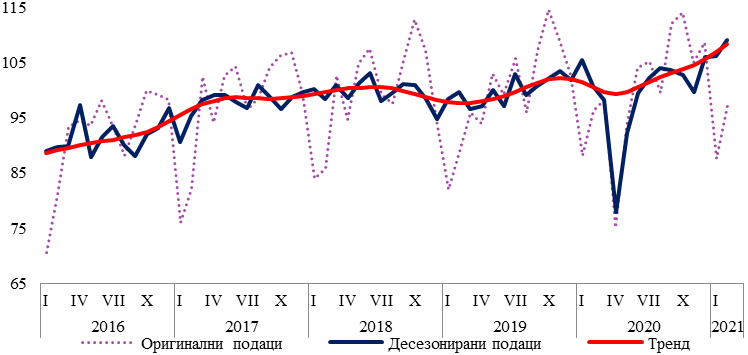 115
105
95
85
75
65
I IV VII X I IV VII X I IV VII X I IV VII X I IV VII X I
2016 2017 2018 2019 2020 2021
Оригинални подаци Десезонирани подаци Тренд